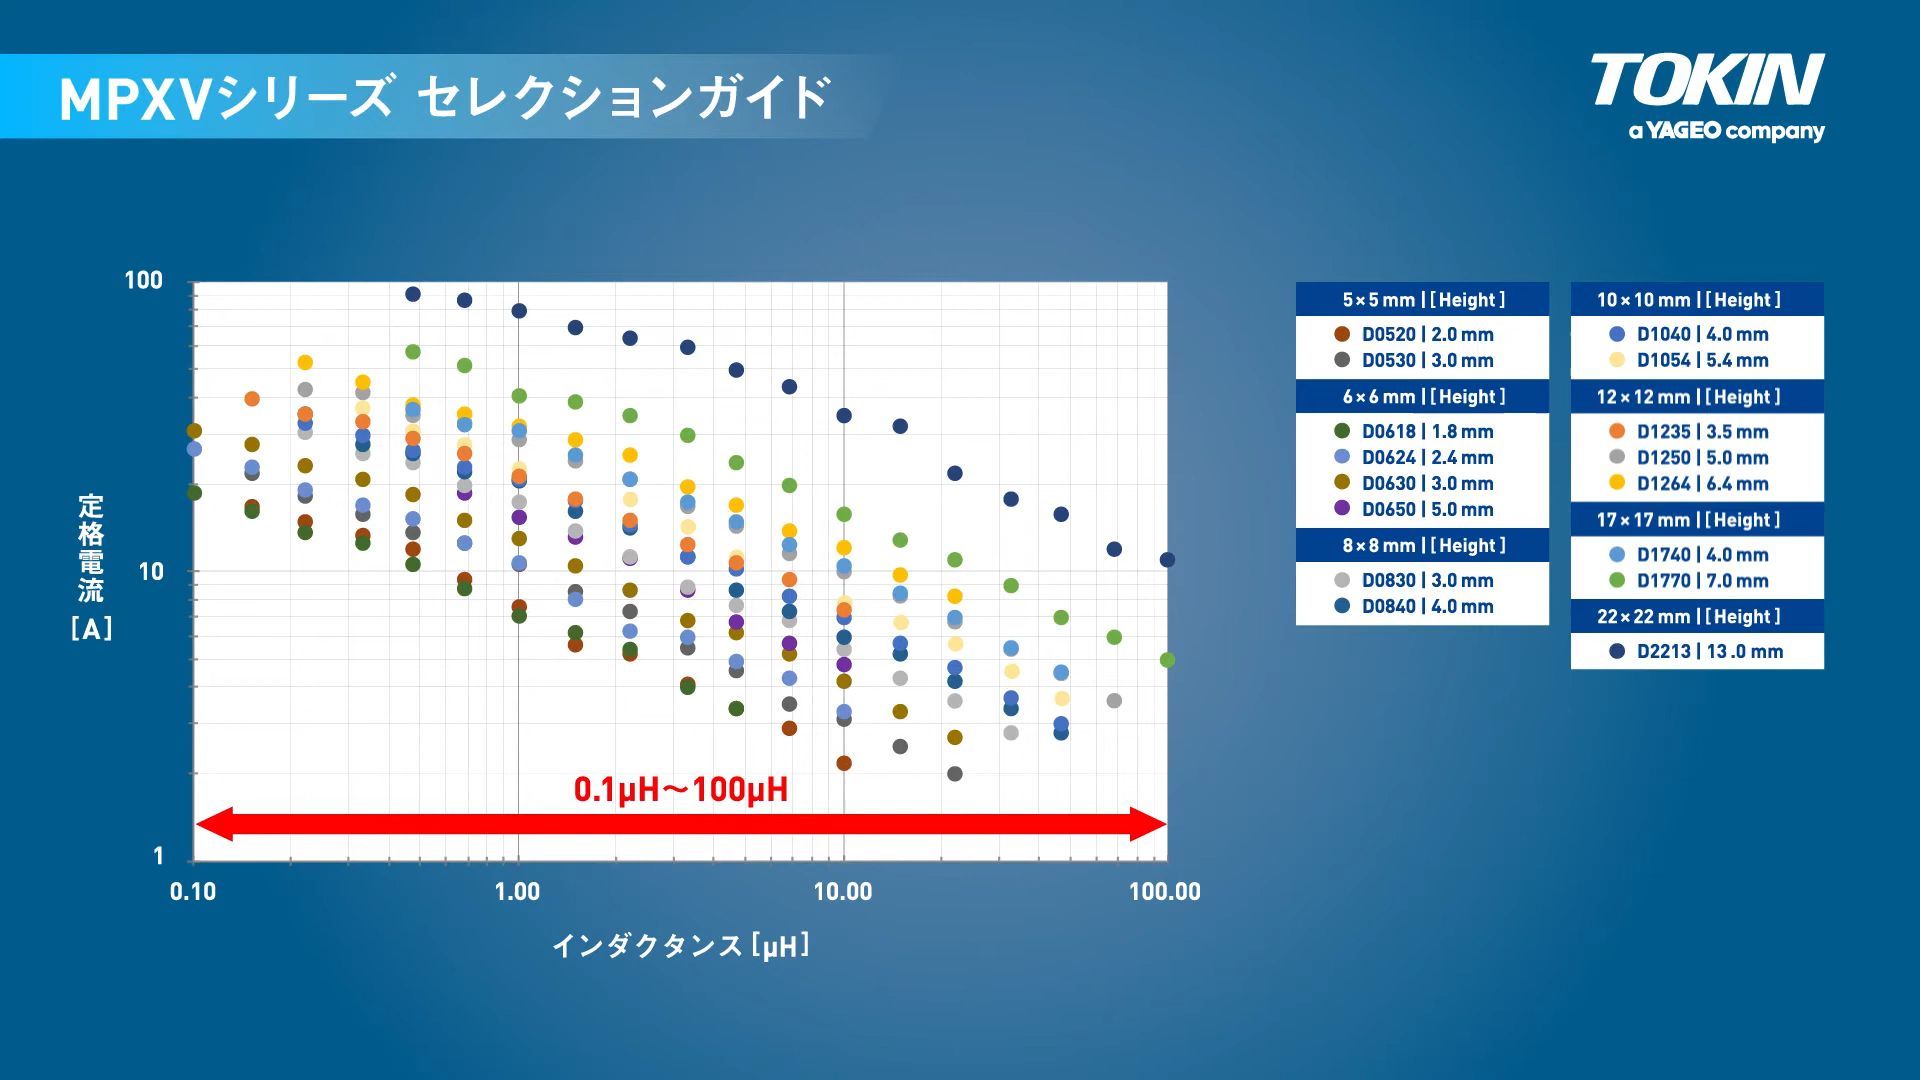 MPXVシリーズ セレクションガイド
TOKIN
a YAGEO company
100
10
1
定格電流
[A]
0.1μH～100μH
0.10
1.00
10.00
100.00
インダクタンス [μH]
5×5 mm | [Height]
D0520 | 2.0 mm
D0530 | 3.0 mm
6×6 mm | [Height]
D0618 | 1.8 mm
D0624 | 2.4 mm
D0630 | 3.0 mm
D0650 | 5.0 mm
8×8 mm | [Height]
D0830 | 3.0 mm
D0840 | 4.0 mm
10×10 mm | [Height]
D1040 | 4.0 mm
D1054 | 5.4 mm
12×12 mm | [Height]
D1235 | 3.5 mm
D1250 | 5.0 mm
D1264 | 6.4 mm
17×17 mm | [Height]
D1740 | 4.0 mm
D1770 | 7.0 mm
22×22 mm | [Height]
D2213 | 13.0 mm